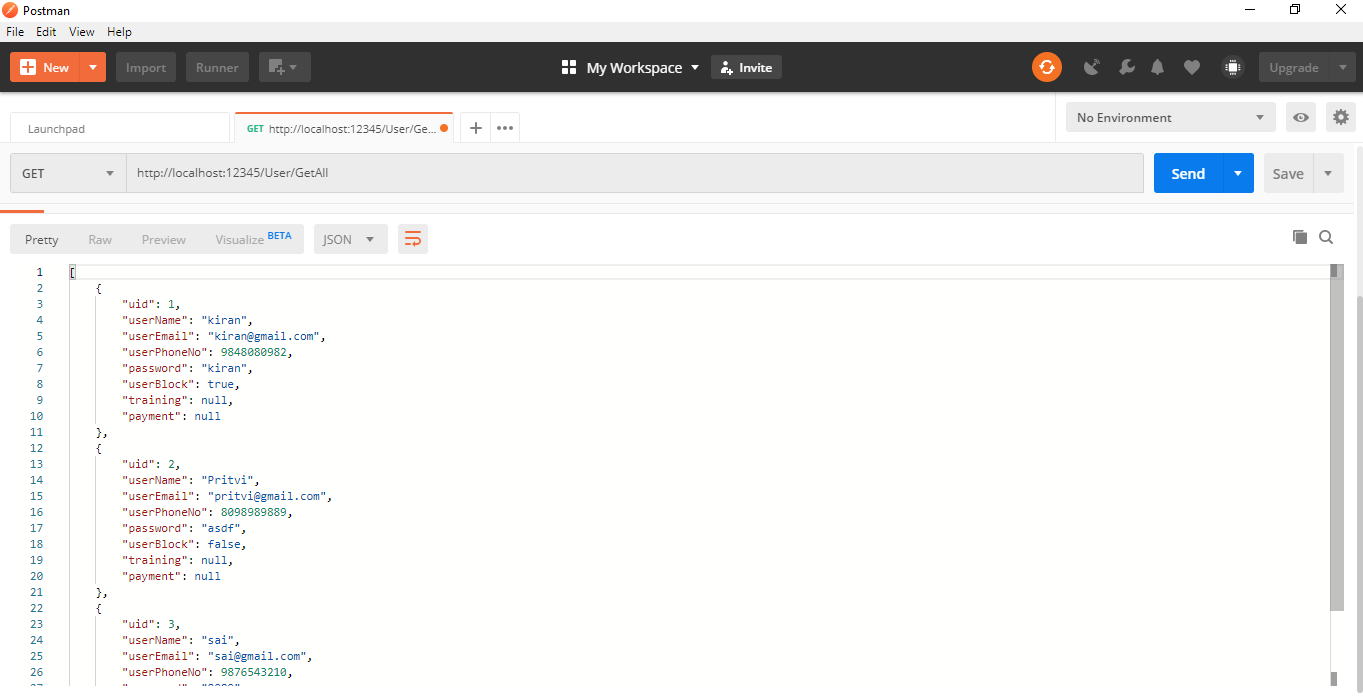 Postman
File Edit View Help
New Import Runner My Workspace Invite Upgrade
Launchpad GET http://localhost:12345/User/Ge... No Environment
GET http://localhost:12345/User/GetAll Send Save
Pretty Raw Preview Visualize BETA JSON
1 [
2 {
3 "uid": 1,
4 "userName": "kiran",
5 "userEmail": "kiran@gmail.com",
6 "userPhoneNo": 9848080982,
7 "password": "kiran",
8 "userBlock": true,
9 "training": null,
10 "payment": null
11 },
12 {
13 "uid": 2,
14 "userName": "Pritvi",
15 "userEmail": "pritvi@gmail.com",
16 "userPhoneNo": 8098989889,
17 "password": "asdf",
18 "userBlock": false,
19 "training": null,
20 "payment": null
21 },
22 {
23 "uid": 3,
24 "userName": "sai",
25 "userEmail": "sai@gmail.com",
26 "userPhoneNo": 9876543210,